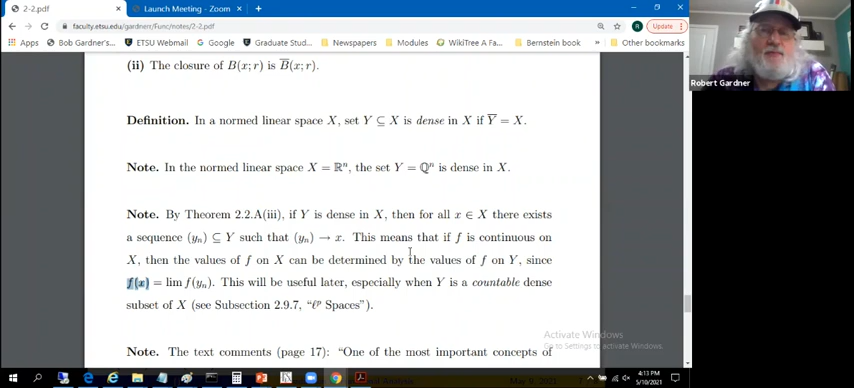 2-2.pdf
Launch Meeting - Zoom
faculty.etsu.edu/gardnerr/Func/notes/2-2.pdf
Update
Apps
Bob Gardner's
ETSU Webmail
Google
Graduate Stud...
Newspapers
Modules
WikiTree A Fa...
Bernstein book
Other bookmarks
Robert Gardner
(ii) The closure of B(x; r) is B̅(x; r).
Definition. In a normed linear space X, set Y ⊆ X is dense in X if Y̅ = X.
Note. In the normed linear space X = ℝⁿ, the set Y = ℚⁿ is dense in X.
Note. By Theorem 2.2.A(iii), if Y is dense in X, then for all x ∈ X there exists
a sequence (yₙ) ⊆ Y such that (yₙ) → x. This means that if f is continuous on
X, then the values of f on X can be determined by the values of f on Y, since
f(x) = lim f(yₙ). This will be useful later, especially when Y is a countable dense
subset of X (see Subsection 2.9.7, “ℓᵖ Spaces”).
Note. The text comments (page 17): “One of the most important concepts of
Activate Windows
Go to Settings to activate Windows.
4:13 PM
5/10/2021